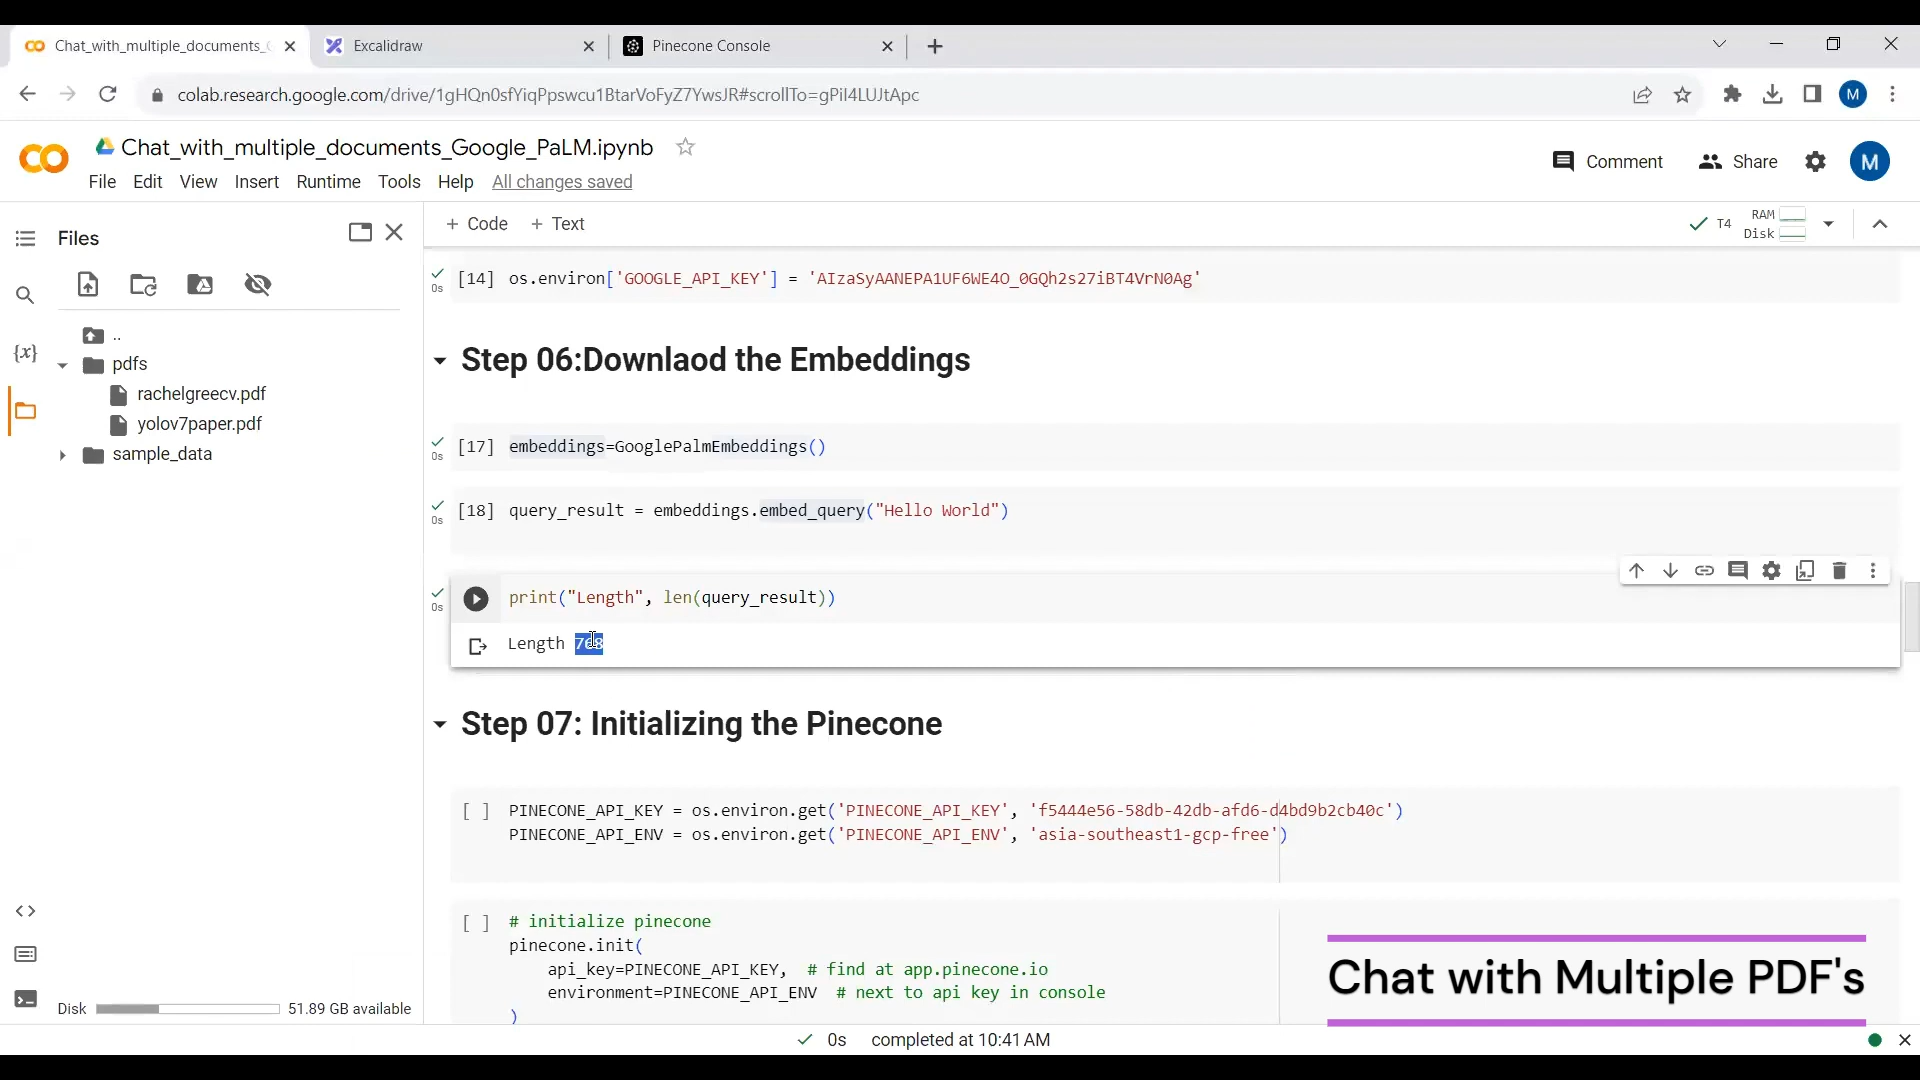 Chat_with_multiple_documents_G
Excalidraw
Pinecone Console
colab.research.google.com/drive/1gHQn0sfYiqPpswcu1BtarVoFyZ7YwsJR#scrollTo=gPiI4LUJtApc
M
Chat_with_multiple_documents_Google_PaLM.ipynb
Comment
Share
M
File Edit View Insert Runtime Tools Help All changes saved
Files
+ Code + Text
T4
RAM
Disk
..
pdfs
rachelgreecv.pdf
yolov7paper.pdf
sample_data
{x}
0s
[14] os.environ['GOOGLE_API_KEY'] = 'AIzaSyAANEPA1UF6WE4O_0GQh2s27iBT4VrN0Ag'
Step 06:Downlaod the Embeddings
0s
[17] embeddings=GooglePalmEmbeddings()
0s
[18] query_result = embeddings.embed_query("Hello World")
0s
print("Length", len(query_result))
Length 768
Step 07: Initializing the Pinecone
[ ] PINECONE_API_KEY = os.environ.get('PINECONE_API_KEY', 'f5444e56-58db-42db-afd6-d4bd9b2cb40c')
PINECONE_API_ENV = os.environ.get('PINECONE_API_ENV', 'asia-southeast1-gcp-free')
[ ] # initialize pinecone
pinecone.init(
api_key=PINECONE_API_KEY, # find at app.pinecone.io
environment=PINECONE_API_ENV # next to api key in console
)
Chat with Multiple PDF's
Disk 51.89 GB available
0s completed at 10:41 AM